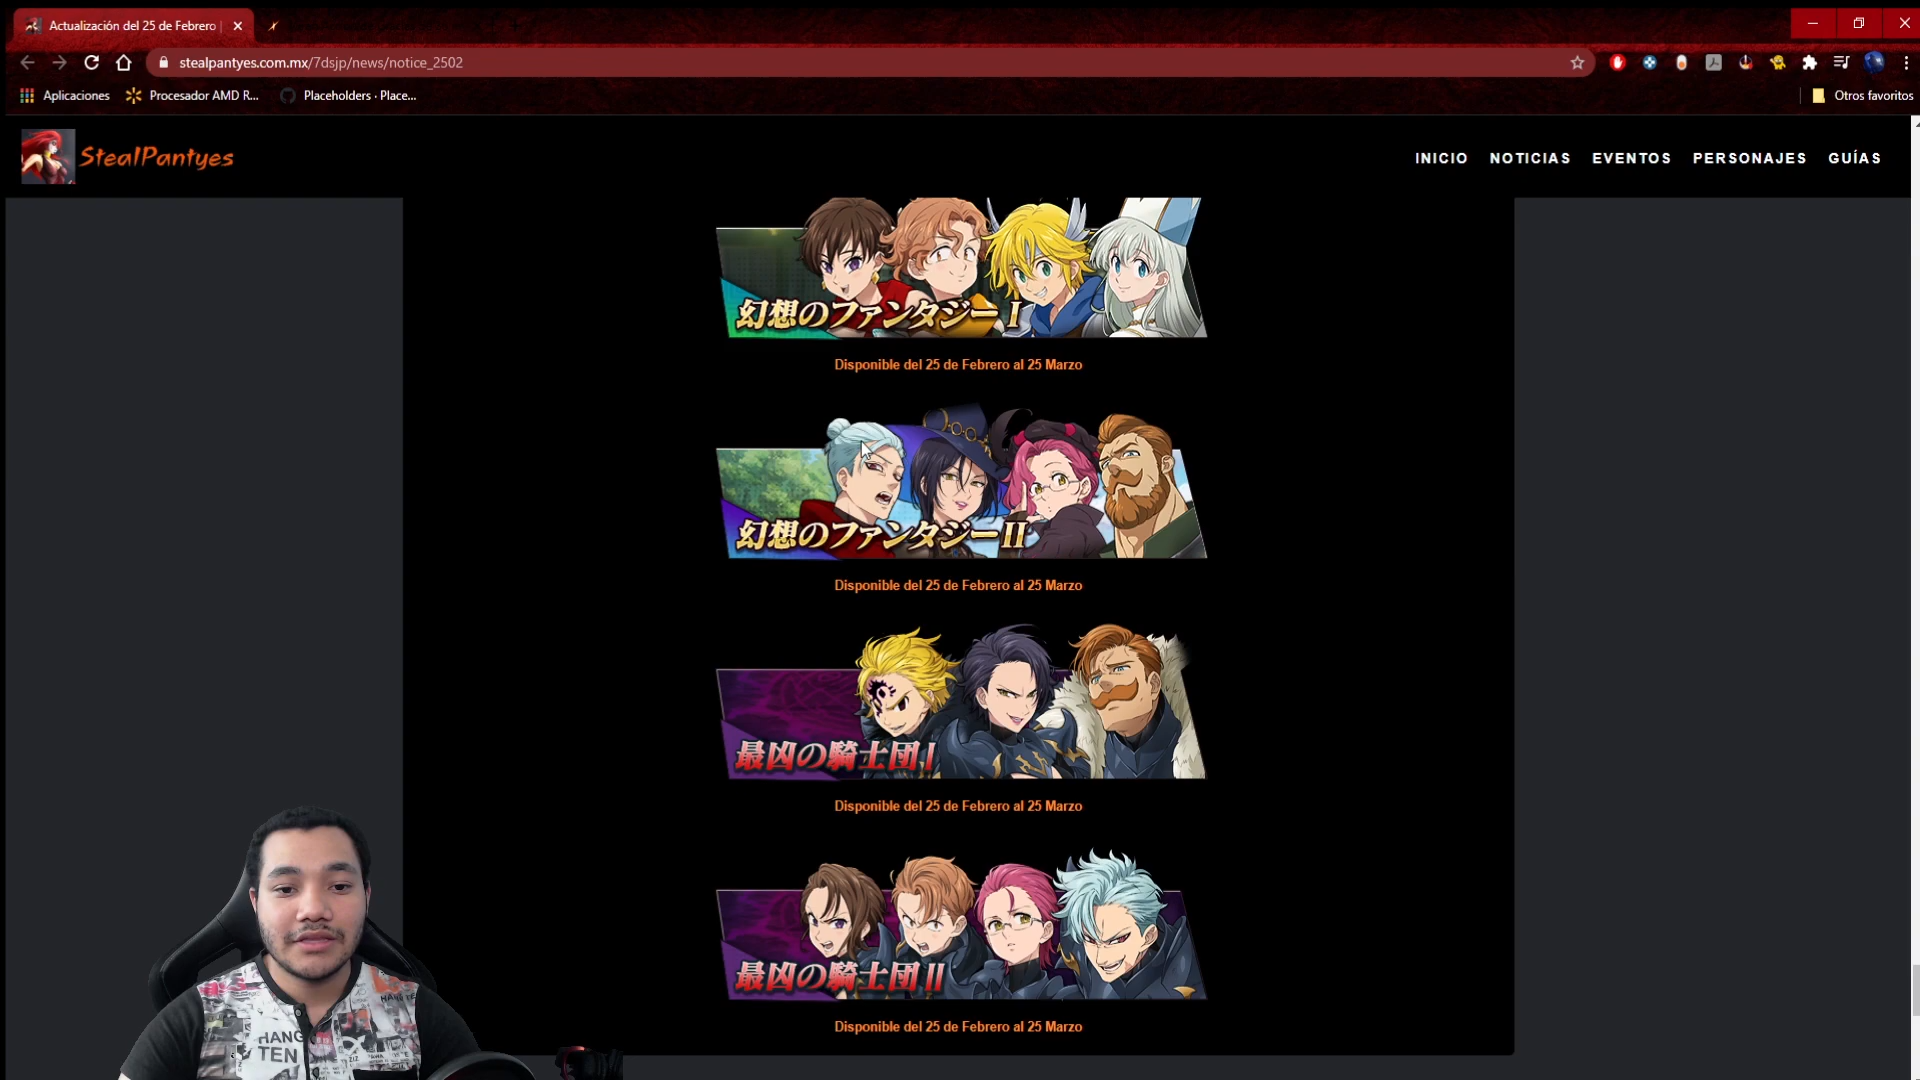 Actualización del 25 de Febrero |
stealpantyes.com.mx/7dsjp/news/notice_2502
Aplicaciones
Procesador AMD R...
Placeholders · Place...
Otros favoritos
StealPantyes
INICIO
NOTICIAS
EVENTOS
PERSONAJES
GUÍAS
幻想のファンタジーI
Disponible del 25 de Febrero al 25 Marzo
幻想のファンタジーII
Disponible del 25 de Febrero al 25 Marzo
最凶の騎士団I
Disponible del 25 de Febrero al 25 Marzo
最凶の騎士団II
Disponible del 25 de Febrero al 25 Marzo
HANG
TEN